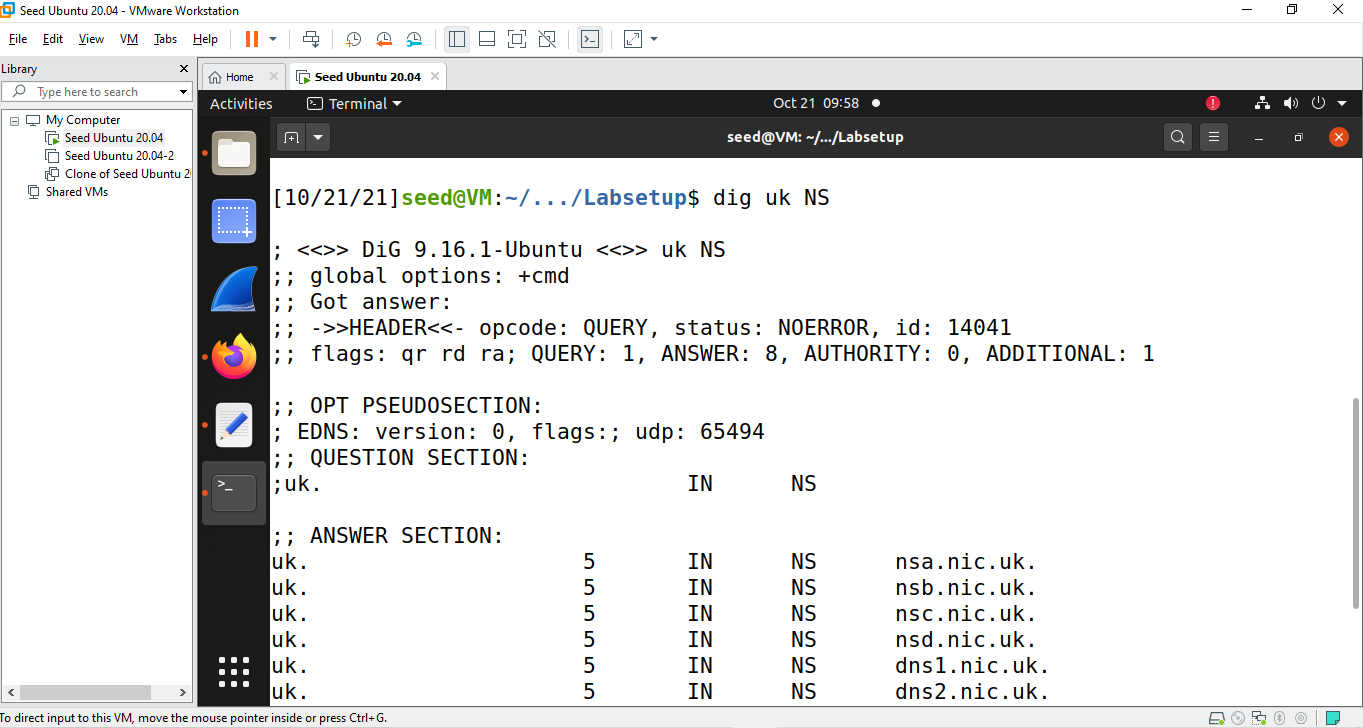 Seed Ubuntu 20.04 - VMware Workstation
File Edit View VM Tabs Help
Library
Type here to search
My Computer
Seed Ubuntu 20.04
Seed Ubuntu 20.04-2
Clone of Seed Ubuntu 2
Shared VMs
Home
Seed Ubuntu 20.04
Activities Terminal Oct 21 09:58
seed@VM: ~/.../Labsetup
[10/21/21]seed@VM:~/.../Labsetup$ dig uk NS
; <<>> DiG 9.16.1-Ubuntu <<>> uk NS
;; global options: +cmd
;; Got answer:
;; ->>HEADER<<- opcode: QUERY, status: NOERROR, id: 14041
;; flags: qr rd ra; QUERY: 1, ANSWER: 8, AUTHORITY: 0, ADDITIONAL: 1
;; OPT PSEUDOSECTION:
; EDNS: version: 0, flags:; udp: 65494
;; QUESTION SECTION:
;uk. IN NS
;; ANSWER SECTION:
uk. 5 IN NS nsa.nic.uk.
uk. 5 IN NS nsb.nic.uk.
uk. 5 IN NS nsc.nic.uk.
uk. 5 IN NS nsd.nic.uk.
uk. 5 IN NS dns1.nic.uk.
uk. 5 IN NS dns2.nic.uk.
To direct input to this VM, move the mouse pointer inside or press Ctrl+G.